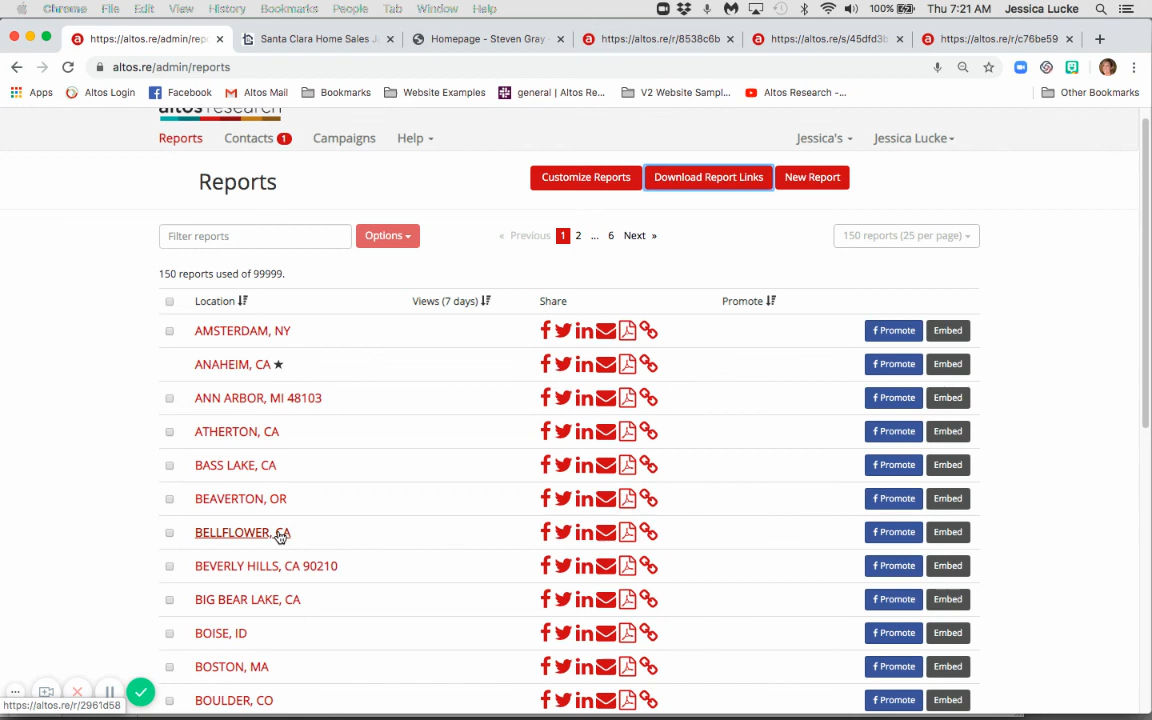 Chrome File Edit View History Bookmarks People Tab Window Help 100% Thu 7:21 AM Jessica Lucke
https://altos.re/admin/repo Santa Clara Home Sales J Homepage - Steven Gray - https://altos.re/r/8538c6b https://altos.re/s/45dfd3b https://altos.re/r/c76be59
altos.re/admin/reports
Apps Altos Login Facebook Altos Mail Bookmarks Website Examples general | Altos Re... V2 Website Sampl... Altos Research -... Other Bookmarks
altos research
Reports Contacts 1 Campaigns Help Jessica's Jessica Lucke
Reports Customize Reports Download Report Links New Report
Filter reports Options « Previous 1 2 ... 6 Next » 150 reports (25 per page)
150 reports used of 99999.
Location Views (7 days) Share Promote
AMSTERDAM, NY Promote Embed
ANAHEIM, CA ★ Promote Embed
ANN ARBOR, MI 48103 Promote Embed
ATHERTON, CA Promote Embed
BASS LAKE, CA Promote Embed
BEAVERTON, OR Promote Embed
BELLFLOWER, CA Promote Embed
BEVERLY HILLS, CA 90210 Promote Embed
BIG BEAR LAKE, CA Promote Embed
BOISE, ID Promote Embed
BOSTON, MA Promote Embed
BOULDER, CO Promote Embed
https://altos.re/r/2961d58